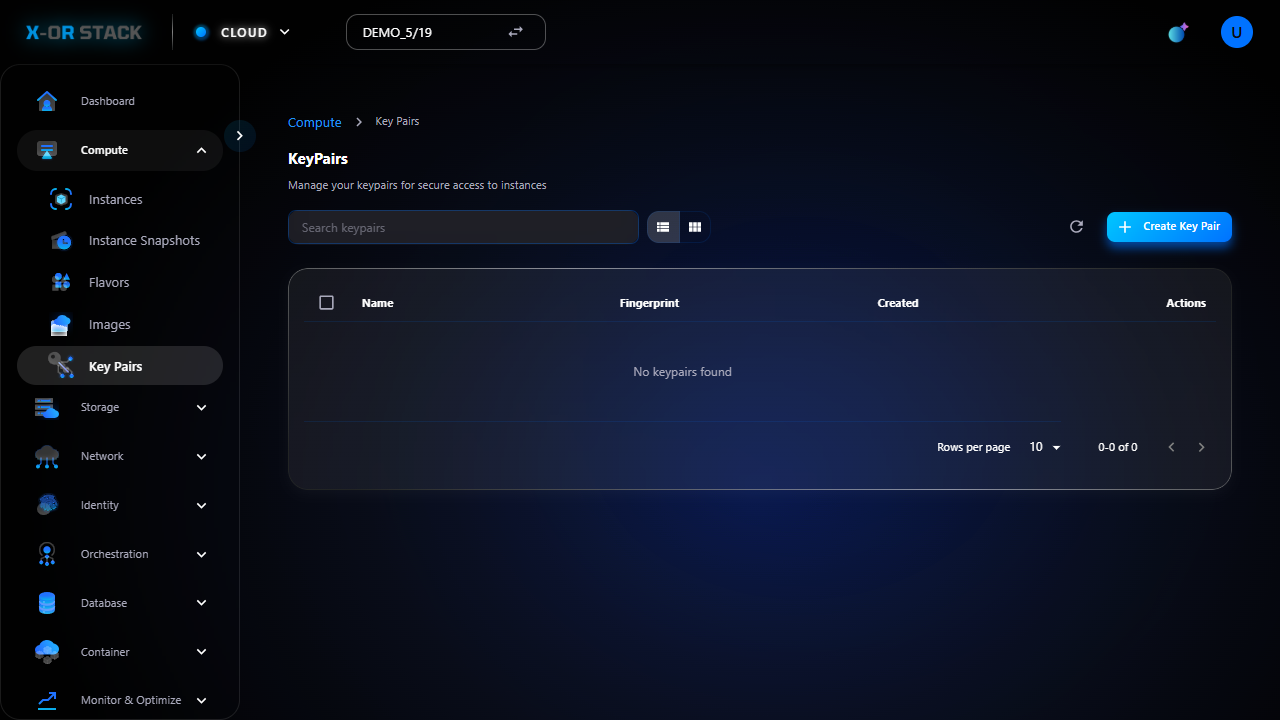 X-OR STACK
CLOUD
DEMO_5/19
U
Dashboard
Compute
Instances
Instance Snapshots
Flavors
Images
Key Pairs
Storage
Network
Identity
Orchestration
Database
Container
Monitor & Optimize
Compute > Key Pairs
KeyPairs
Manage your keypairs for secure access to instances
Search keypairs
Create Key Pair
Name Fingerprint Created Actions
No keypairs found
Rows per page 10 0-0 of 0